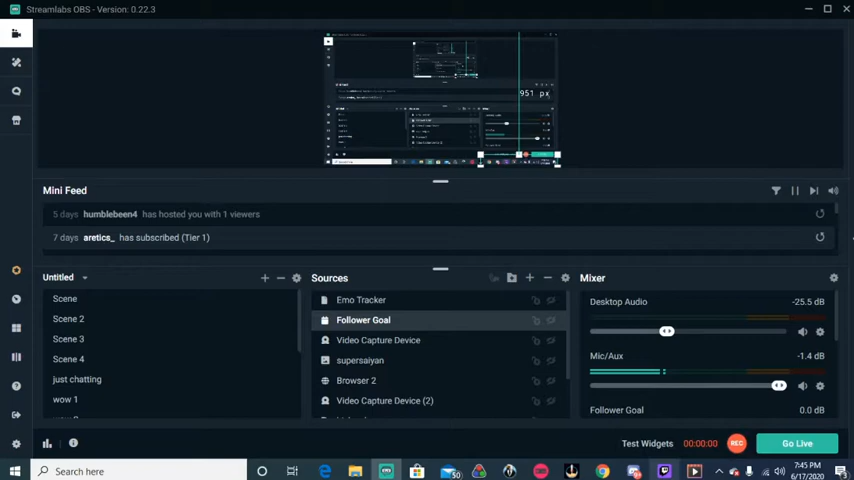 Streamlabs OBS - Version: 0.22.3
951 px
Mini Feed
5 days humblebeen4 has hosted you with 1 viewers
7 days aretics_ has subscribed (Tier 1)
Untitled
Scene
Scene 2
Scene 3
Scene 4
just chatting
wow 1
Sources
Emo Tracker
Follower Goal
Video Capture Device
supersaiyan
Browser 2
Video Capture Device (2)
Mixer
Desktop Audio -25.5 dB
Mic/Aux -1.4 dB
Follower Goal 0.0 dB
Test Widgets 00:00:00 REC Go Live
Search here
50
7:45 PM
6/17/2020
3